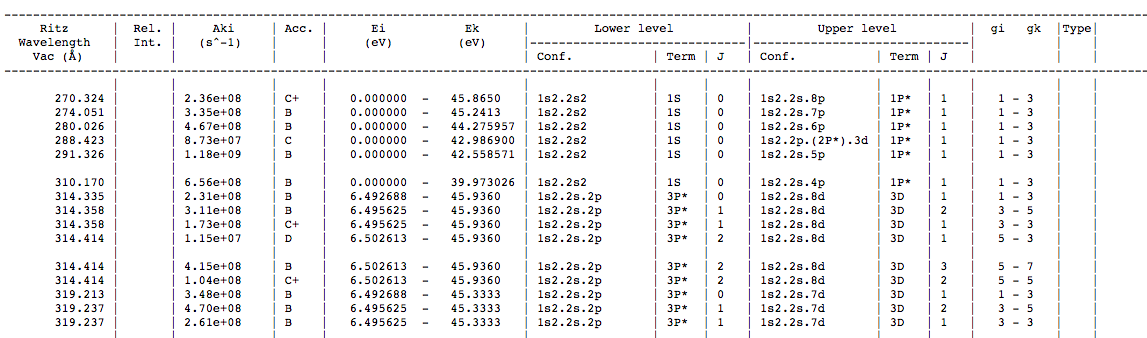 -----------------------------------------------------------------------------------------------
Ritz | Rel. | Aki | Acc. | Ei Ek | Lower level | Upper level | gi gk |Type|
Wavelength | Int. | (s^-1) | | (eV) (eV) |-----------------------------|-----------------------------| | |
Vac (Å) | | | | | Conf. | Term | J | Conf. | Term | J | | |
-----------------------------------------------------------------------------------------------
270.324 | | 2.36e+08 | C+ | 0.000000 - 45.8650 | 1s2.2s2 | 1S | 0 | 1s2.2s.8p | 1P* | 1 | 1 - 3 | |
274.051 | | 3.35e+08 | B | 0.000000 - 45.2413 | 1s2.2s2 | 1S | 0 | 1s2.2s.7p | 1P* | 1 | 1 - 3 | |
280.026 | | 4.67e+08 | B | 0.000000 - 44.275957 | 1s2.2s2 | 1S | 0 | 1s2.2s.6p | 1P* | 1 | 1 - 3 | |
288.423 | | 8.73e+07 | C | 0.000000 - 42.986900 | 1s2.2s2 | 1S | 0 | 1s2.2p.(2P*).3d | 1P* | 1 | 1 - 3 | |
291.326 | | 1.18e+09 | B | 0.000000 - 42.558571 | 1s2.2s2 | 1S | 0 | 1s2.2s.5p | 1P* | 1 | 1 - 3 | |
310.170 | | 6.56e+08 | B | 0.000000 - 39.973026 | 1s2.2s2 | 1S | 0 | 1s2.2s.4p | 1P* | 1 | 1 - 3 | |
314.335 | | 2.31e+08 | B | 6.492688 - 45.9360 | 1s2.2s.2p | 3P* | 0 | 1s2.2s.8d | 3D | 1 | 1 - 3 | |
314.358 | | 3.11e+08 | B | 6.495625 - 45.9360 | 1s2.2s.2p | 3P* | 1 | 1s2.2s.8d | 3D | 2 | 3 - 5 | |
314.358 | | 1.73e+08 | C+ | 6.495625 - 45.9360 | 1s2.2s.2p | 3P* | 1 | 1s2.2s.8d | 3D | 1 | 3 - 3 | |
314.414 | | 1.15e+07 | D | 6.502613 - 45.9360 | 1s2.2s.2p | 3P* | 2 | 1s2.2s.8d | 3D | 1 | 5 - 3 | |
314.414 | | 4.15e+08 | B | 6.502613 - 45.9360 | 1s2.2s.2p | 3P* | 2 | 1s2.2s.8d | 3D | 3 | 5 - 7 | |
314.414 | | 1.04e+08 | C+ | 6.502613 - 45.9360 | 1s2.2s.2p | 3P* | 2 | 1s2.2s.8d | 3D | 2 | 5 - 5 | |
319.213 | | 3.48e+08 | B | 6.492688 - 45.3333 | 1s2.2s.2p | 3P* | 0 | 1s2.2s.7d | 3D | 1 | 1 - 3 | |
319.237 | | 4.70e+08 | B | 6.495625 - 45.3333 | 1s2.2s.2p | 3P* | 1 | 1s2.2s.7d | 3D | 2 | 3 - 5 | |
319.237 | | 2.61e+08 | B | 6.495625 - 45.3333 | 1s2.2s.2p | 3P* | 1 | 1s2.2s.7d | 3D | 1 | 3 - 3 | |